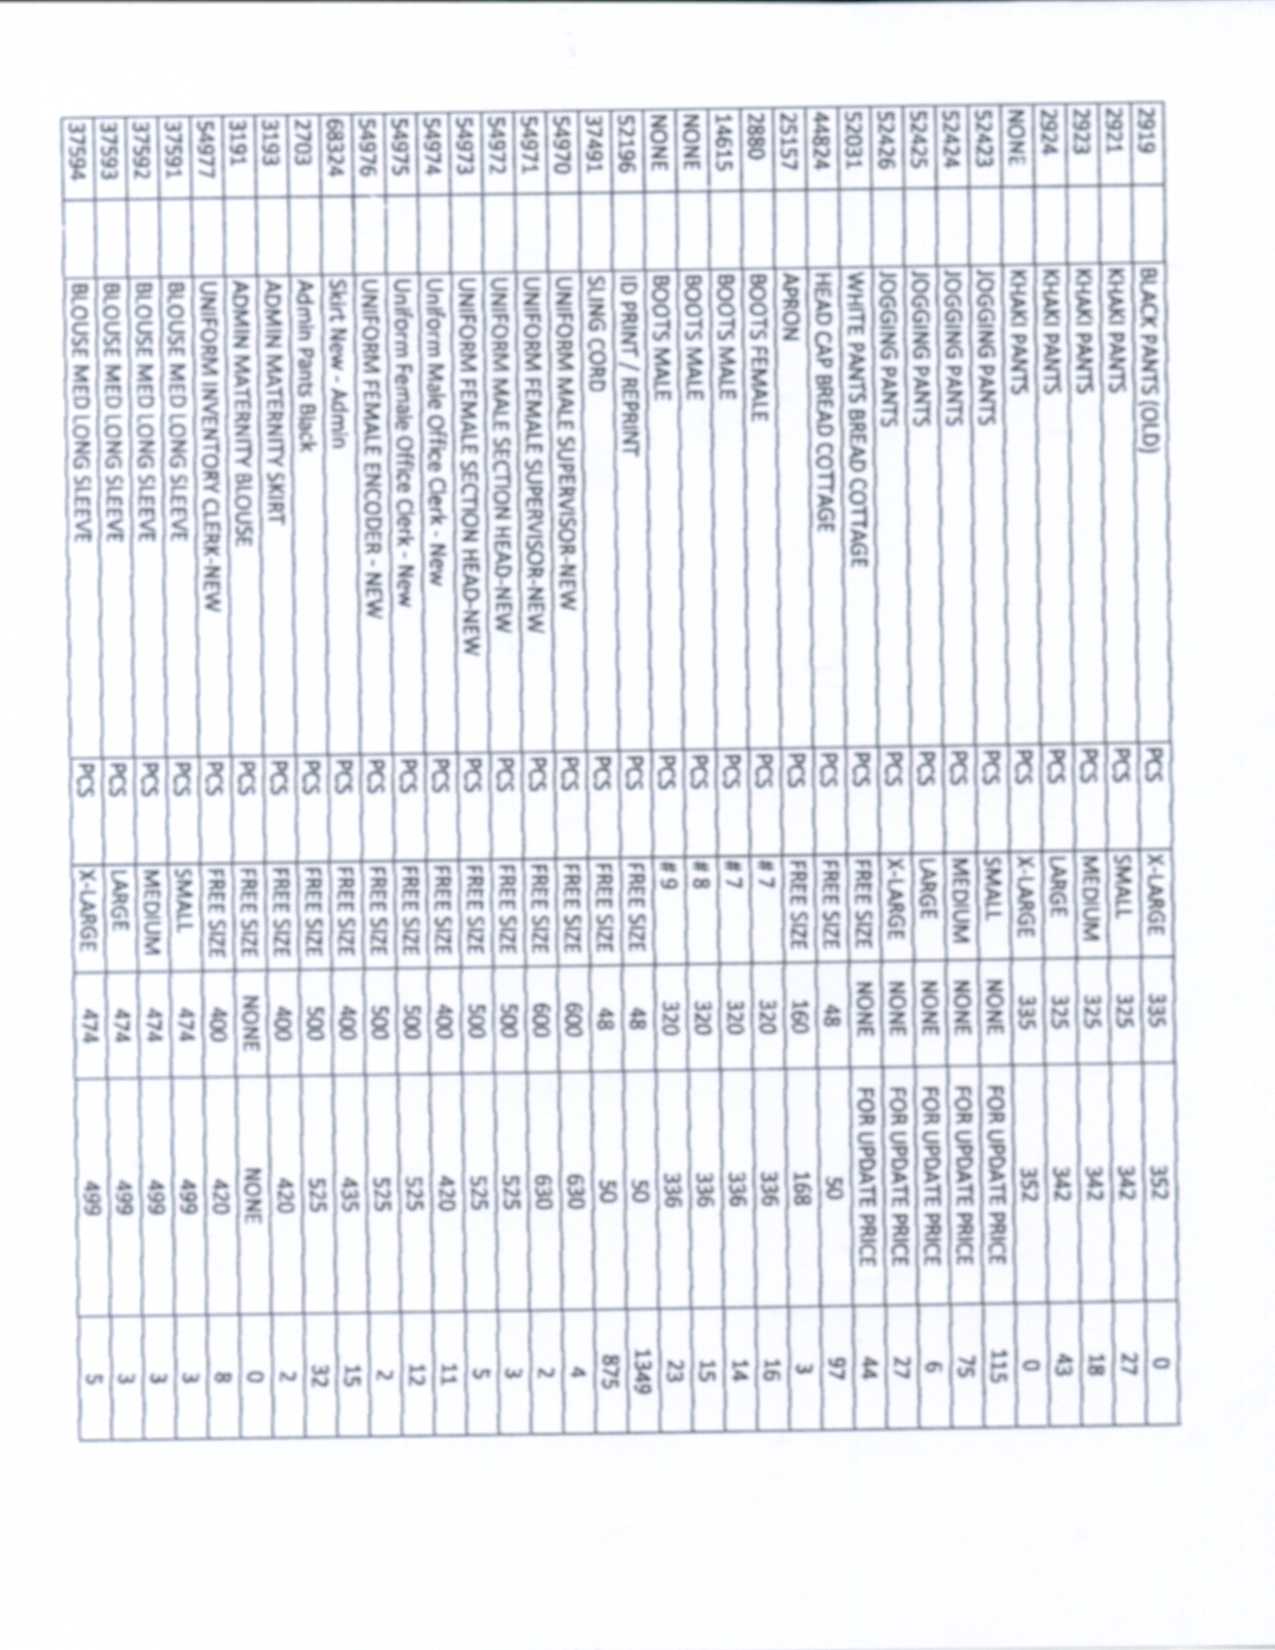 2919 BLACK PANTS (OLD) PCS X-LARGE 335 352 0
2921 KHAKI PANTS PCS SMALL 325 342 27
2923 KHAKI PANTS PCS MEDIUM 325 342 18
2924 KHAKI PANTS PCS LARGE 325 342 43
NONE KHAKI PANTS PCS X-LARGE 335 352 0
52423 JOGGING PANTS PCS SMALL NONE FOR UPDATE PRICE 115
52424 JOGGING PANTS PCS MEDIUM NONE FOR UPDATE PRICE 75
52425 JOGGING PANTS PCS LARGE NONE FOR UPDATE PRICE 6
52426 JOGGING PANTS PCS X-LARGE NONE FOR UPDATE PRICE 27
52031 WHITE PANTS BREAD COTTAGE PCS FREE SIZE NONE FOR UPDATE PRICE 44
44824 HEAD CAP BREAD COTTAGE PCS FREE SIZE 48 50 97
25157 APRON PCS FREE SIZE 160 168 3
2880 BOOTS FEMALE PCS #7 320 336 16
14615 BOOTS MALE PCS #7 320 336 14
NONE BOOTS MALE PCS #8 320 336 15
NONE BOOTS MALE PCS #9 320 336 23
52196 ID PRINT / REPRINT PCS FREE SIZE 48 50 1349
37491 SLING CORD PCS FREE SIZE 48 50 875
54970 UNIFORM MALE SUPERVISOR-NEW PCS FREE SIZE 600 630 4
54971 UNIFORM FEMALE SUPERVISOR-NEW PCS FREE SIZE 600 630 2
54972 UNIFORM MALE SECTION HEAD-NEW PCS FREE SIZE 500 525 3
54973 UNIFORM FEMALE SECTION HEAD-NEW PCS FREE SIZE 500 525 5
54974 Uniform Male Office Clerk - New PCS FREE SIZE 400 420 11
54975 Uniform Female Office Clerk - New PCS FREE SIZE 500 525 12
54976 UNIFORM FEMALE ENCODER - NEW PCS FREE SIZE 500 525 2
68324 Skirt New - Admin PCS FREE SIZE 400 435 15
2703 Admin Pants Black PCS FREE SIZE 500 525 32
3193 ADMIN MATERNITY SKIRT PCS FREE SIZE 400 420 2
3191 ADMIN MATERNITY BLOUSE PCS FREE SIZE NONE NONE 0
54977 UNIFORM INVENTORY CLERK-NEW PCS FREE SIZE 400 420 8
37591 BLOUSE MED LONG SLEEVE PCS SMALL 474 499 3
37592 BLOUSE MED LONG SLEEVE PCS MEDIUM 474 499 3
37593 BLOUSE MED LONG SLEEVE PCS LARGE 474 499 3
37594 BLOUSE MED LONG SLEEVE PCS X-LARGE 474 499 5